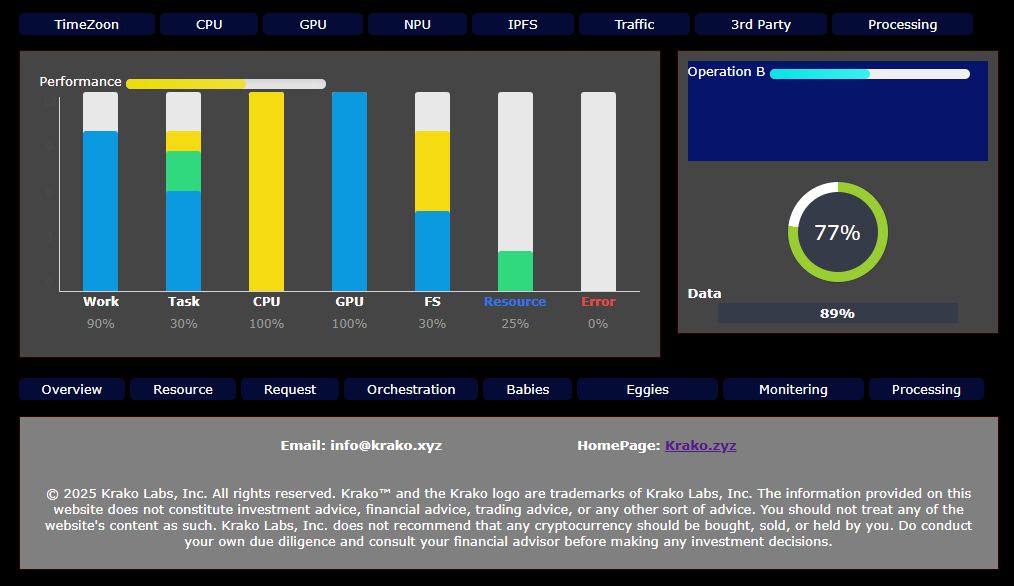 TimeZoon CPU GPU NPU IPFS Traffic 3rd Party Processing
Performance
Work Task CPU GPU FS Resource Error
90% 30% 100% 100% 30% 25% 0%
Operation B
77%
Data
89%
Overview Resource Request Orchestration Babies Eggies Monitering Processing
Email: info@krako.xyz HomePage: Krako.zyz
© 2025 Krako Labs, Inc. All rights reserved. Krako™ and the Krako logo are trademarks of Krako Labs, Inc. The information provided on this
website does not constitute investment advice, financial advice, trading advice, or any other sort of advice. You should not treat any of the
website's content as such. Krako Labs, Inc. does not recommend that any cryptocurrency should be bought, sold, or held by you. Do conduct
your own due diligence and consult your financial advisor before making any investment decisions.